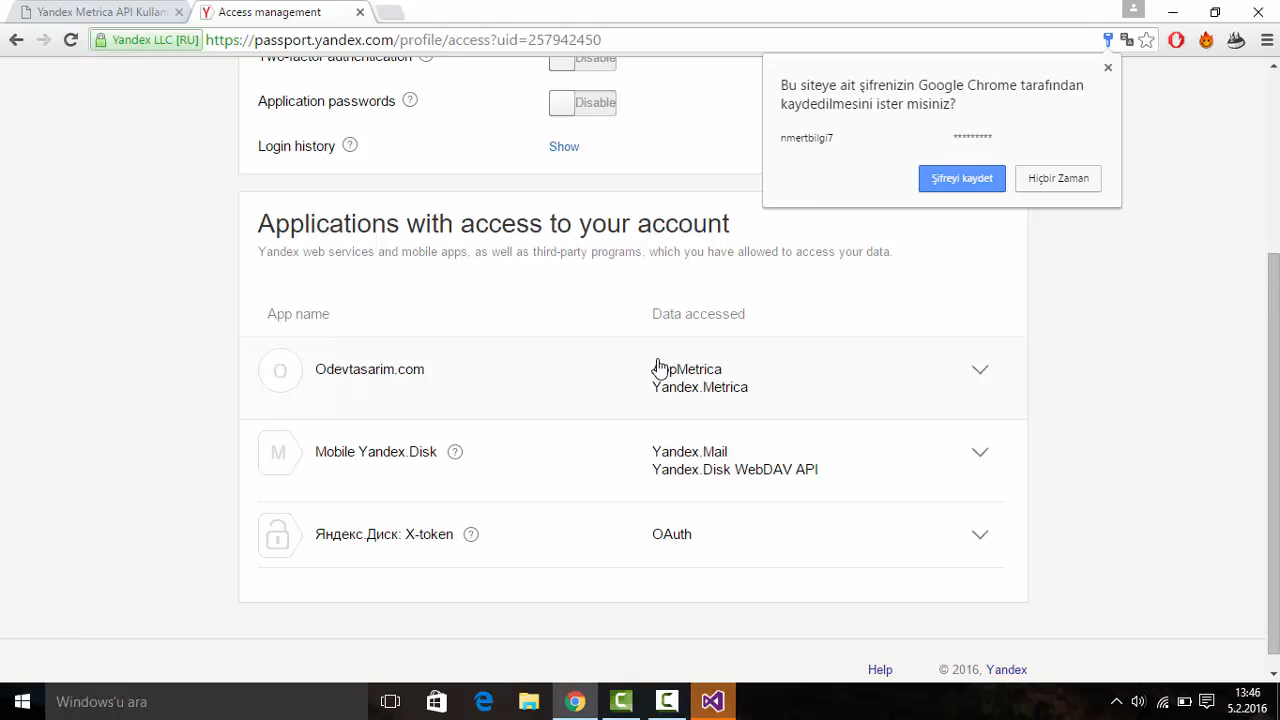 Yandex Metrica API Kullan
Access management
Yandex LLC [RU]
https://passport.yandex.com/profile/access?uid=257942450
Two-factor authentication ?
Disable
Application passwords ?
Disable
Login history ?
Show
Bu siteye ait şifrenizin Google Chrome tarafından
kaydedilmesini ister misiniz?
nmertbilgi7 *********
Şifreyi kaydet
Hiçbir Zaman
Applications with access to your account
Yandex web services and mobile apps, as well as third-party programs, which you have allowed to access your data.
App name
Data accessed
O
Odevtasarim.com
AppMetrica
Yandex.Metrica
M
Mobile Yandex.Disk ?
Yandex.Mail
Yandex.Disk WebDAV API
Яндекс.Диск: X-token ?
OAuth
Help
© 2016, Yandex
Windows'u ara
13:46
5.2.2016